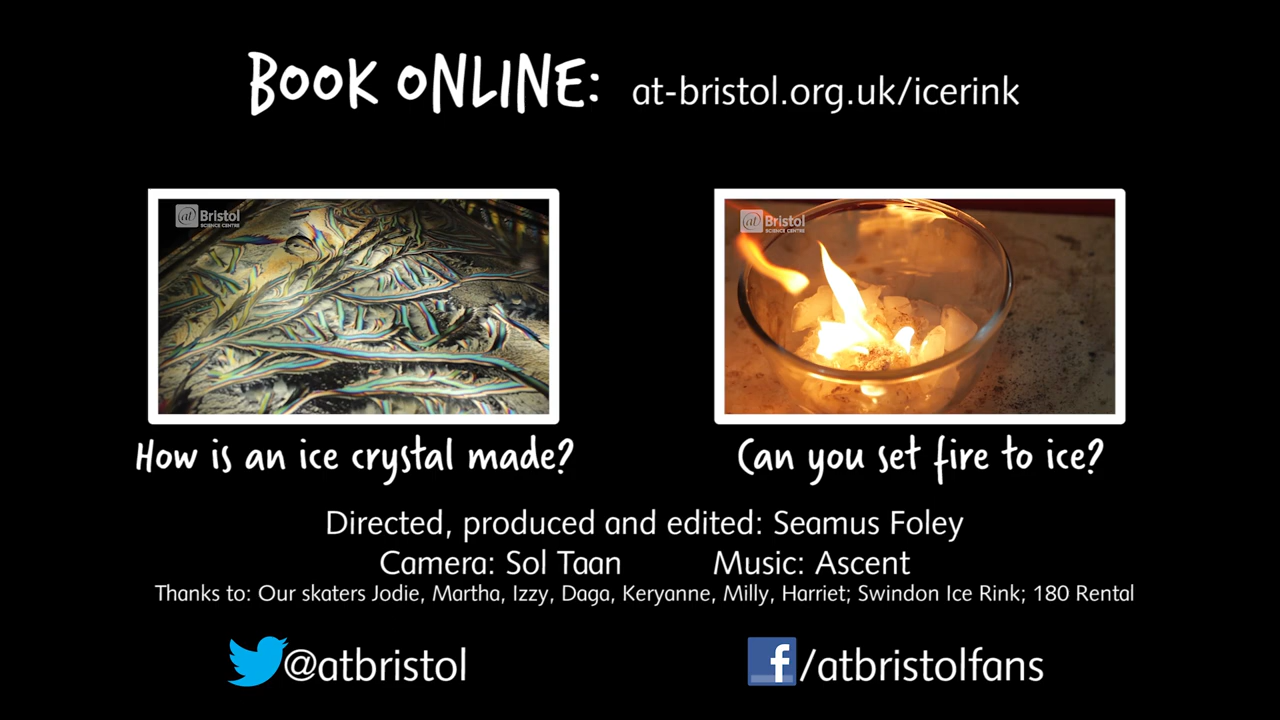 BOOK ONLINE: at-bristol.org.uk/icerink
at Bristol
SCIENCE CENTRE
at Bristol
SCIENCE CENTRE
How is an ice crystal made?
Can you set fire to ice?
Directed, produced and edited: Seamus Foley
Camera: Sol Taan Music: Ascent
Thanks to: Our skaters Jodie, Martha, Izzy, Daga, Keryanne, Milly, Harriet; Swindon Ice Rink; 180 Rental
@atbristol
f/atbristolfans